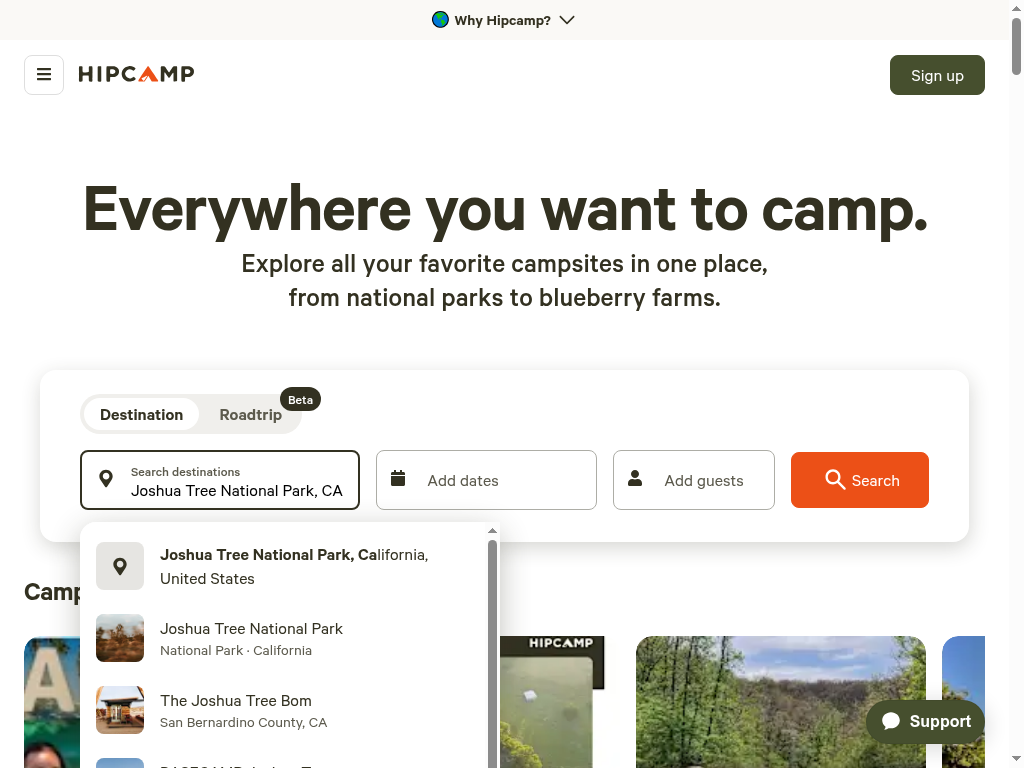 Why Hipcamp?
HIPCAMP
Sign up
Everywhere you want to camp.
Explore all your favorite campsites in one place,
from national parks to blueberry farms.
Destination
Roadtrip
Beta
Search destinations
Joshua Tree National Park, CA
Add dates
Add guests
Search
Joshua Tree National Park, California,
United States
Camp
Joshua Tree National Park
National Park · California
HIPCAMP
The Joshua Tree Bom
San Bernardino County, CA
Support